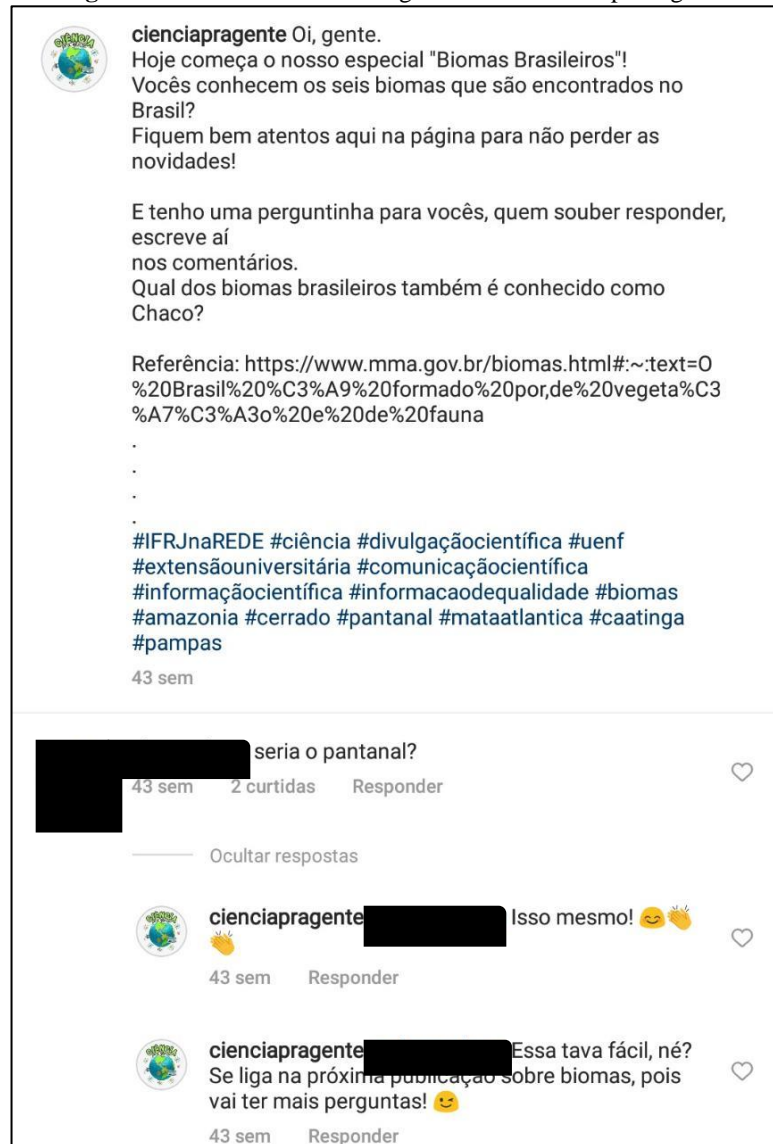 cienciapragente Oi, gente.
Hoje começa o nosso especial "Biomas Brasileiros"!
Vocês conhecem os seis biomas que são encontrados no
Brasil?
Fiquem bem atentos aqui na página para não perder as
novidades!
E tenho uma perguntinha para vocês, quem souber responder,
escreve aí
nos comentários.
Qual dos biomas brasileiros também é conhecido como
Chaco?
Referência: https://www.mma.gov.br/biomas.html#:~:text=O
%20Brasil%20%C3%A9%20formado%20por,de%20vegeta%C3
%A7%C3%A3o%20e%20de%20fauna
.
.
.
.
#IFRJnaREDE #ciência #divulgaçãocientífica #uenf
#extensãouniversitária #comunicaçãocientífica
#informaçãocientífica #informacaodequalidade #biomas
#amazonia #cerrado #pantanal #mataatlantica #caatinga
#pampas
43 sem
seria o pantanal?
43 sem 2 curtidas Responder
Ocultar respostas
cienciapragente Isso mesmo! 😊👏
👏
43 sem Responder
cienciapragente Essa tava fácil, né?
Se liga na próxima publicação sobre biomas, pois
vai ter mais perguntas! 😉
43 sem Responder